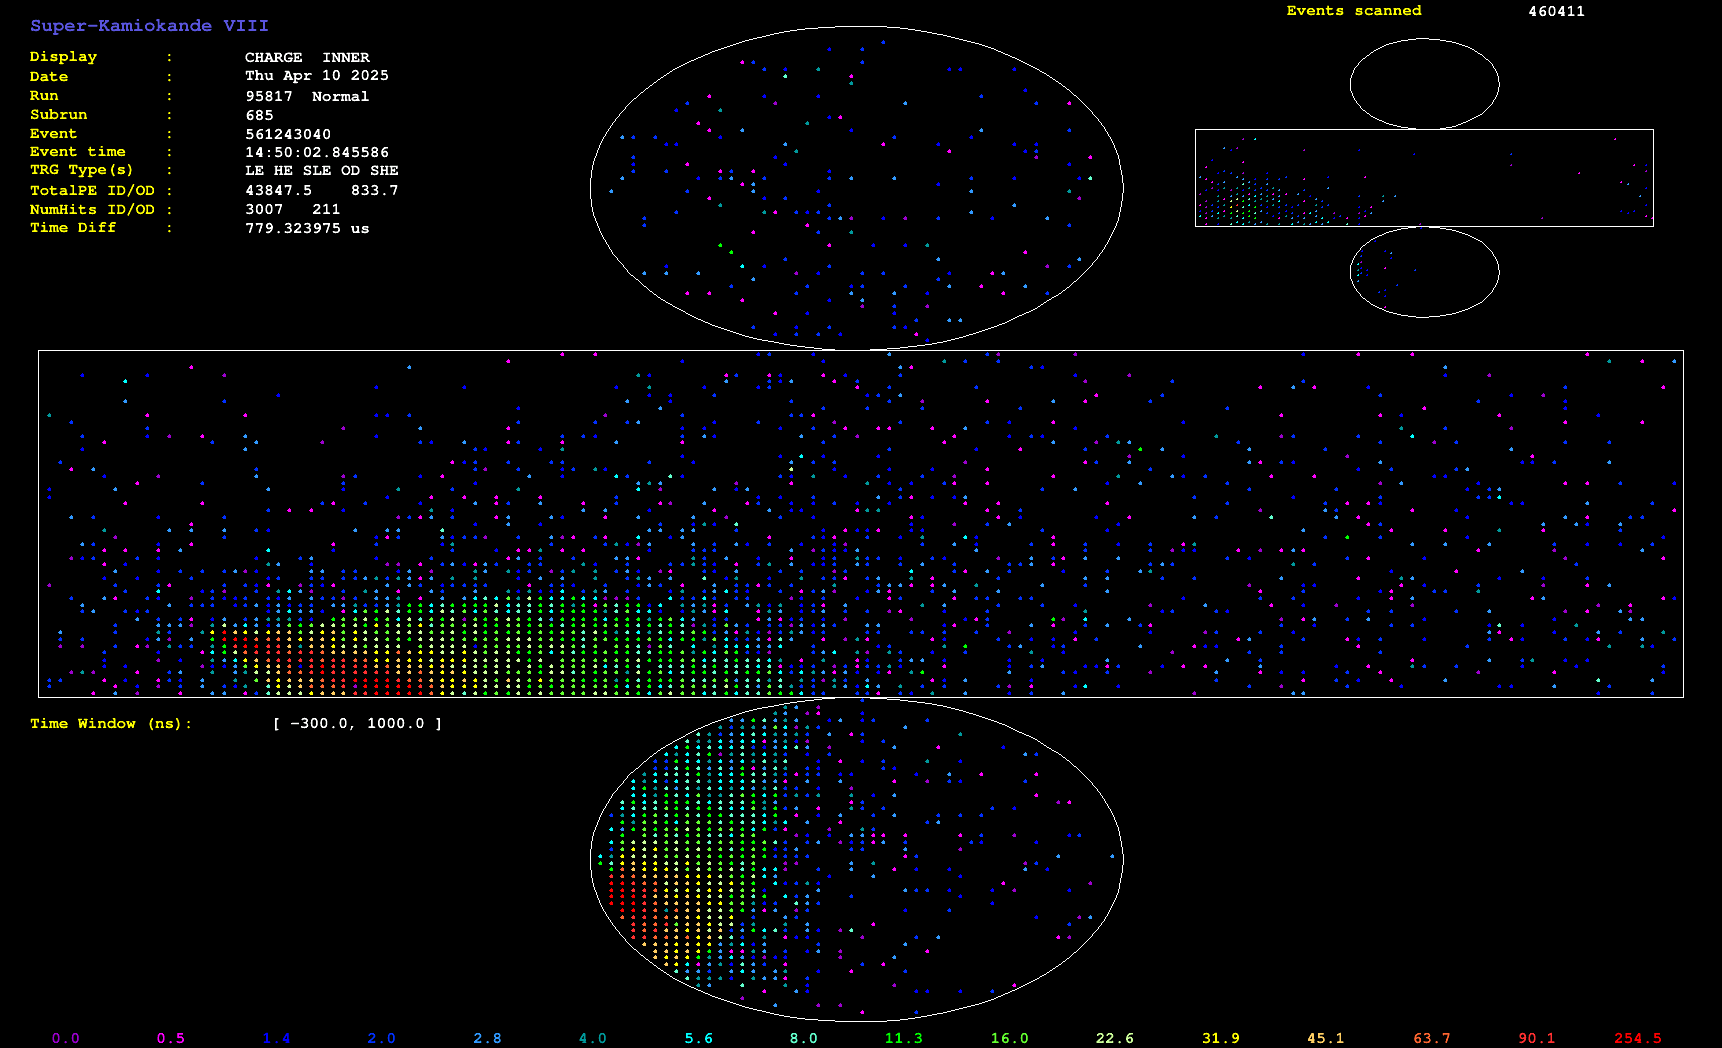 Super-Kamiokande VIII
Events scanned 460411
Display : CHARGE INNER
Date : Thu Apr 10 2025
Run : 95817 Normal
Subrun : 685
Event : 561243040
Event time : 14:50:02.845586
TRG Type(s) : LE HE SLE OD SHE
TotalPE ID/OD : 43847.5 833.7
NumHits ID/OD : 3007 211
Time Diff : 779.323975 us
Time Window (ns): [ -300.0, 1000.0 ]
0.0 0.5 1.4 2.0 2.8 4.0 5.6 8.0 11.3 16.0 22.6 31.9 45.1 63.7 90.1 254.5